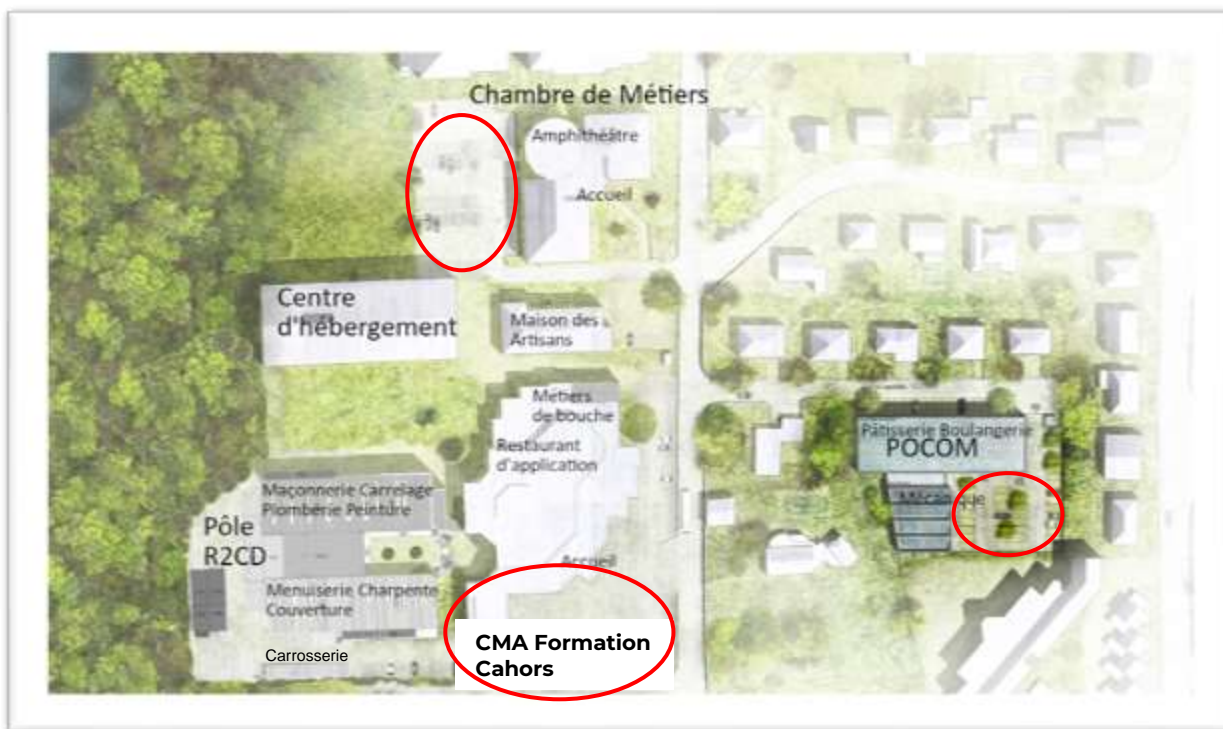 Chambre de Métiers
Amphithéâtre
Accueil
Centre
d'hébergement
Maison des
Artisans
Métiers
de bouche
Restaurant
d'application
Pâtisserie Boulangerie
POCOM
Mécanique
Maçonnerie Carrelage
Plomberie Peinture
Pôle
R2CD
Accueil
Menuiserie Charpente
Couverture
Carrosserie
CMA Formation
Cahors